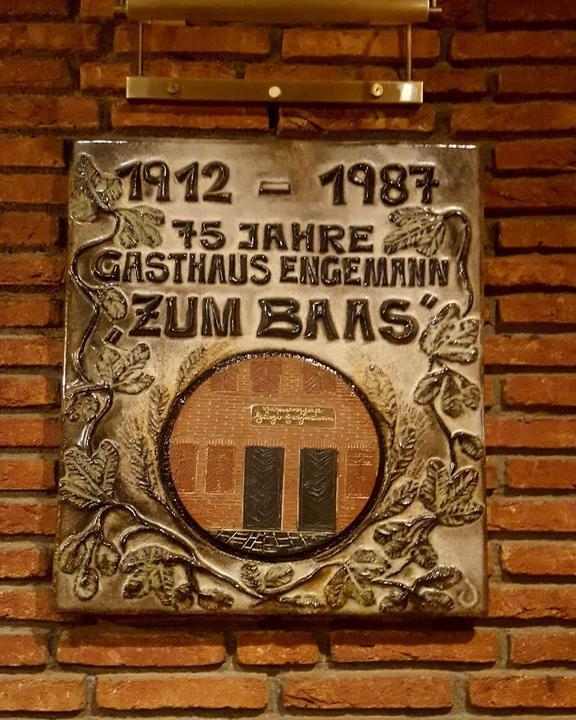 1912 - 1987
75 JAHRE
GASTHAUS ENGEMANN
"ZUM BAAS"